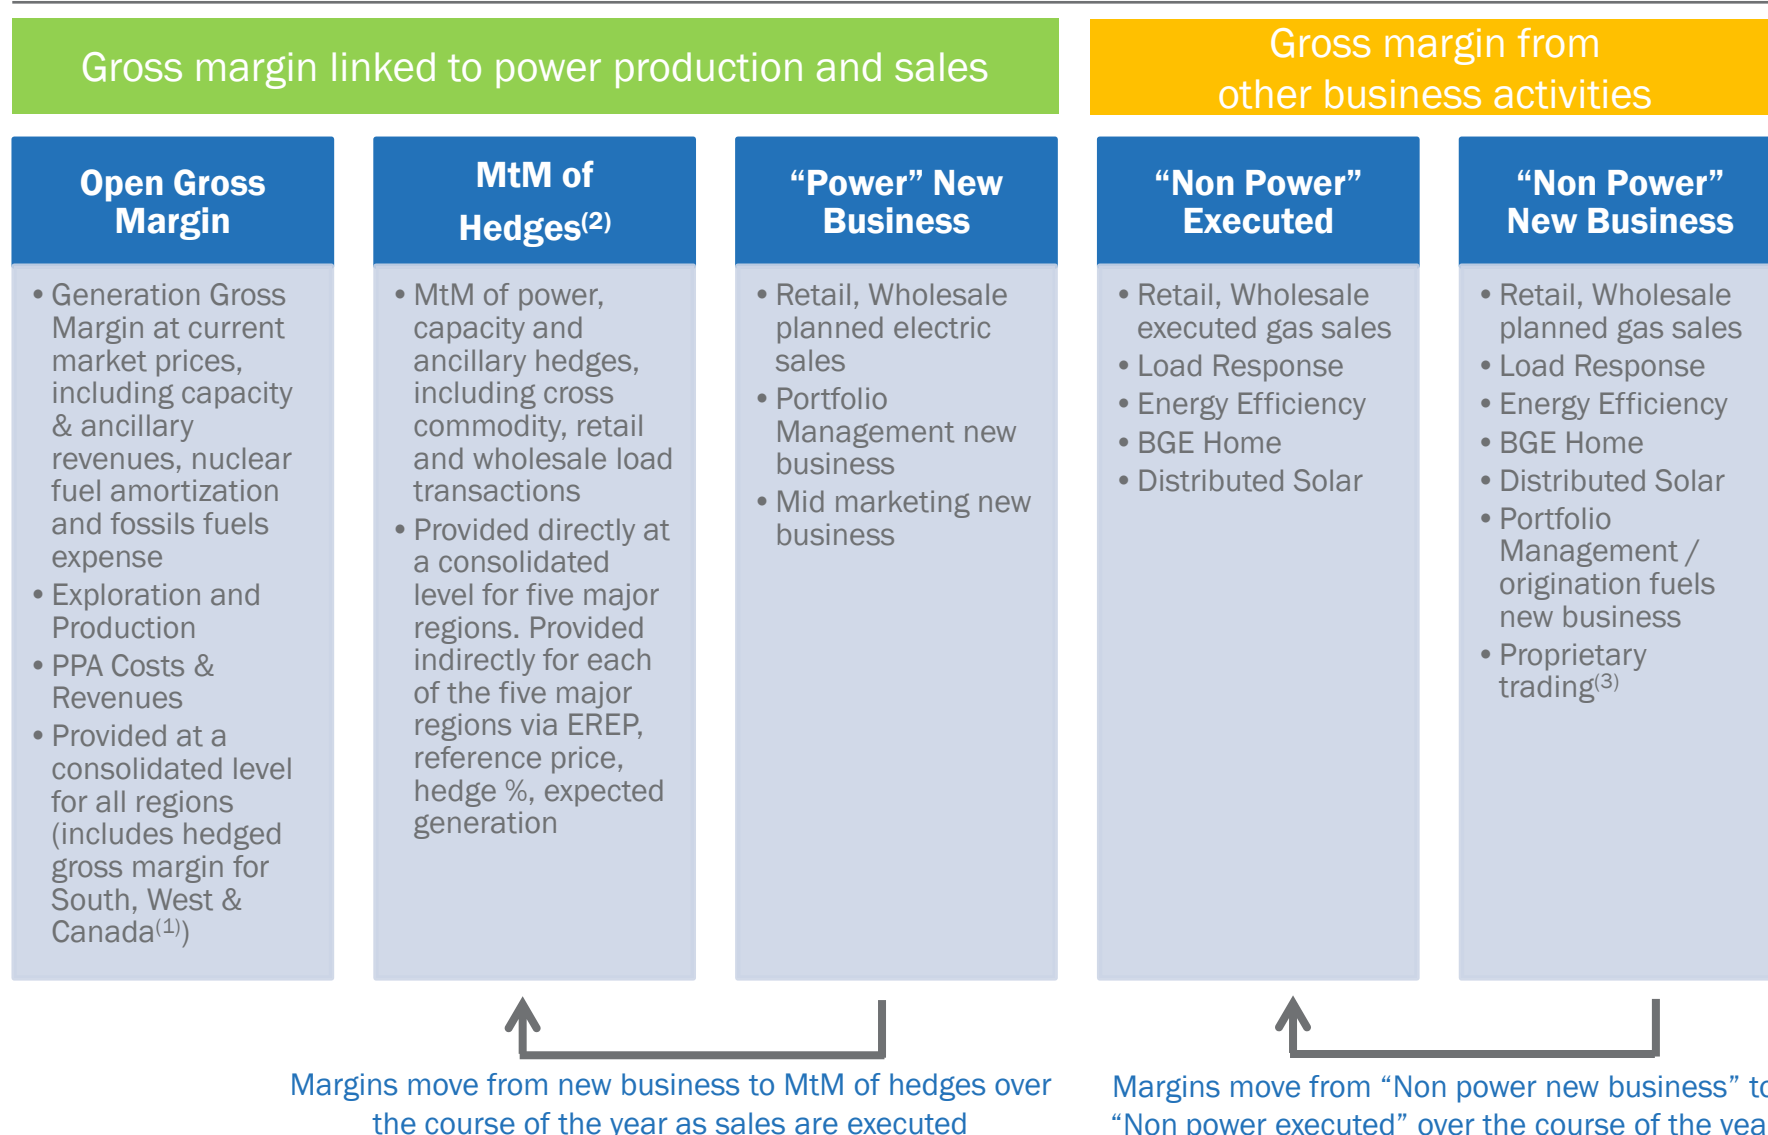 Gross margin linked to power production and sales
Gross margin from
other business activities
Open Gross
Margin
• Generation Gross
Margin at current
market prices,
including capacity
& ancillary
revenues, nuclear
fuel amortization
and fossils fuels
expense
• Exploration and
Production
• PPA Costs &
Revenues
• Provided at a
consolidated level
for all regions
(includes hedged
gross margin for
South, West &
Canada(1))
MtM of
Hedges(2)
• MtM of power,
capacity and
ancillary hedges,
including cross
commodity, retail
and wholesale load
transactions
• Provided directly at
a consolidated
level for five major
regions. Provided
indirectly for each
of the five major
regions via EREP,
reference price,
hedge %, expected
generation
“Power” New
Business
• Retail, Wholesale
planned electric
sales
• Portfolio
Management new
business
• Mid marketing new
business
“Non Power”
Executed
• Retail, Wholesale
executed gas sales
• Load Response
• Energy Efficiency
• BGE Home
• Distributed Solar
“Non Power”
New Business
• Retail, Wholesale
planned gas sales
• Load Response
• Energy Efficiency
• BGE Home
• Distributed Solar
• Portfolio
Management /
origination fuels
new business
• Proprietary
trading(3)
Margins move from new business to MtM of hedges over
the course of the year as sales are executed
Margins move from “Non power new business” to
“Non power executed” over the course of the year